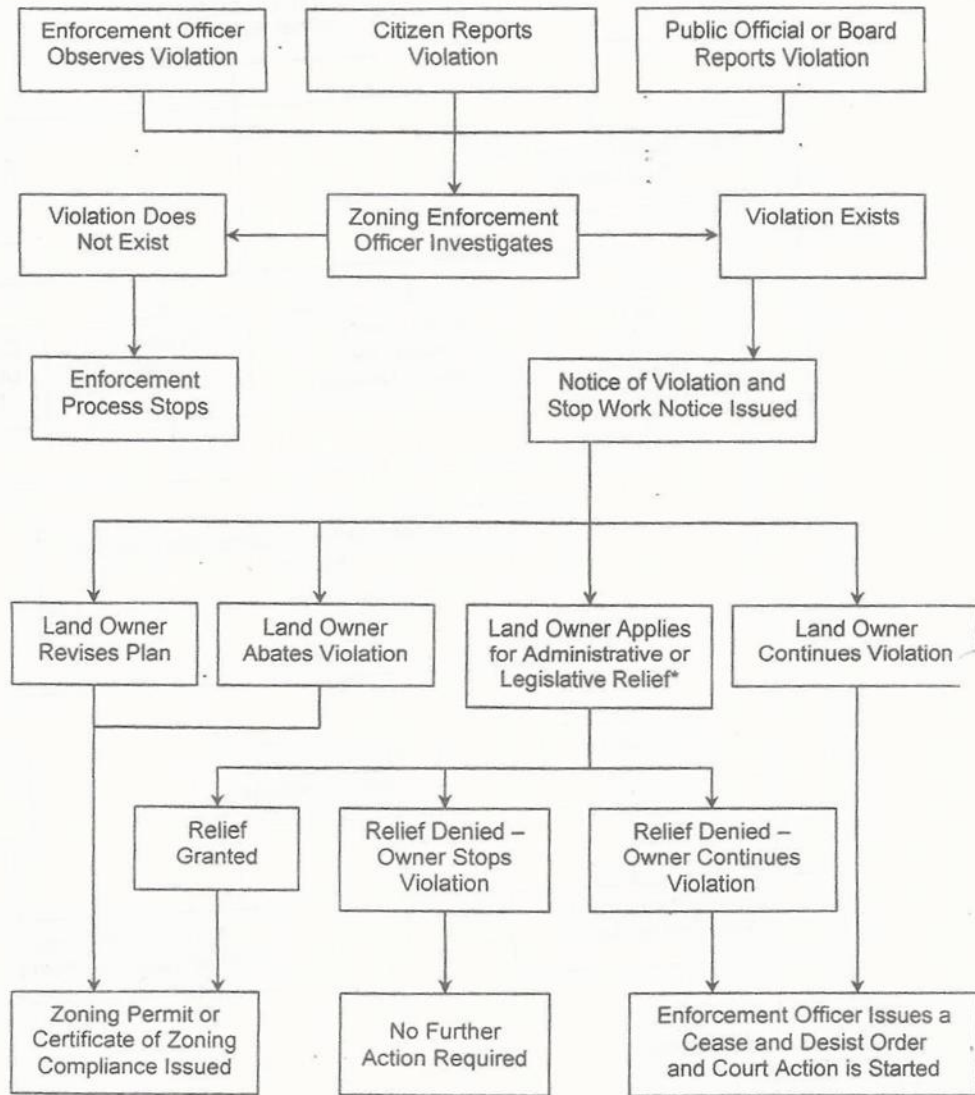 Enforcement Officer
Observes Violation
Citizen Reports
Violation
Public Official or Board
Reports Violation
Violation Does
Not Exist
Zoning Enforcement
Officer Investigates
Violation Exists
Enforcement
Process Stops
Notice of Violation and
Stop Work Notice Issued
Land Owner
Revises Plan
Land Owner
Abates Violation
Land Owner Applies
for Administrative or
Legislative Relief*
Land Owner
Continues Violation
Relief
Granted
Relief Denied –
Owner Stops
Violation
Relief Denied –
Owner Continues
Violation
Zoning Permit or
Certificate of Zoning
Compliance Issued
No Further
Action Required
Enforcement Officer Issues a
Cease and Desist Order
and Court Action is Started